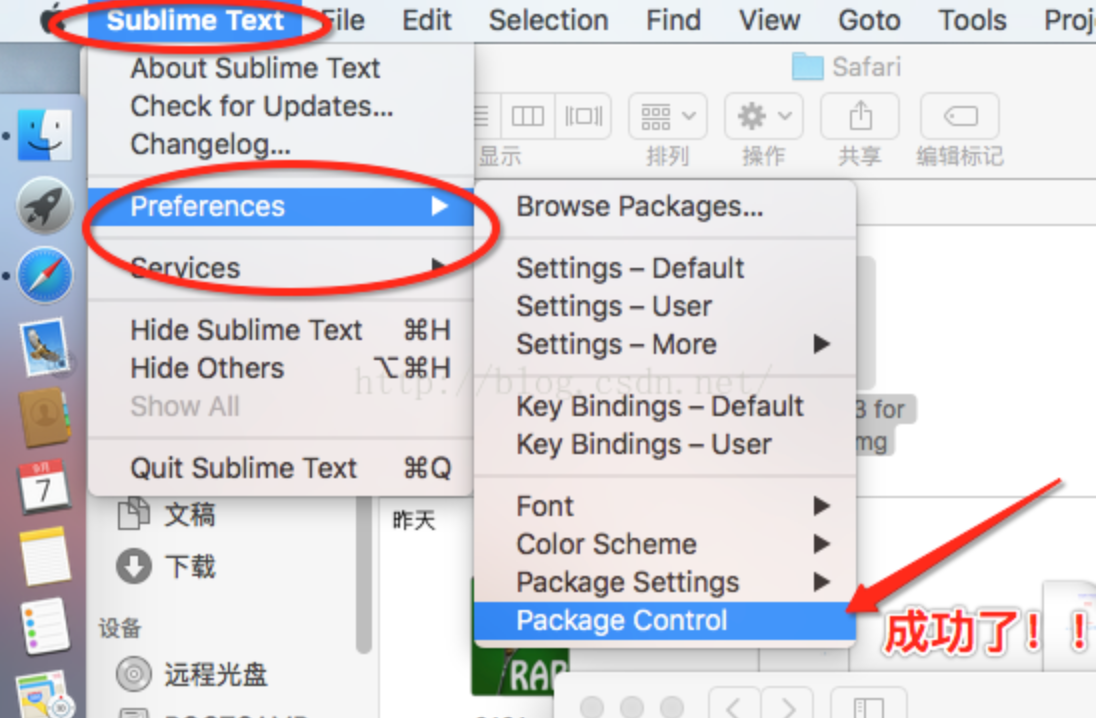 Sublime Text File Edit Selection Find View Goto Tools Proj
About Sublime Text
Check for Updates...
Changelog...
Preferences
Services
Hide Sublime Text ⌘H
Hide Others ⌥⌘H
Show All
Quit Sublime Text ⌘Q
Safari
显示 排列 操作 共享 编辑标记
Browse Packages...
Settings – Default
Settings – User
Settings – More
Key Bindings – Default
Key Bindings – User
Font
Color Scheme
Package Settings
Package Control
http://blog.csdn.net/
3 for
mg
成功了！！
9月
7
文稿
下载
设备
远程光盘
昨天
RAR